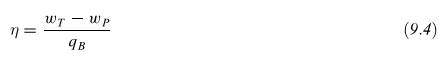 η = (w_T − w_P) / q_B (9.4)